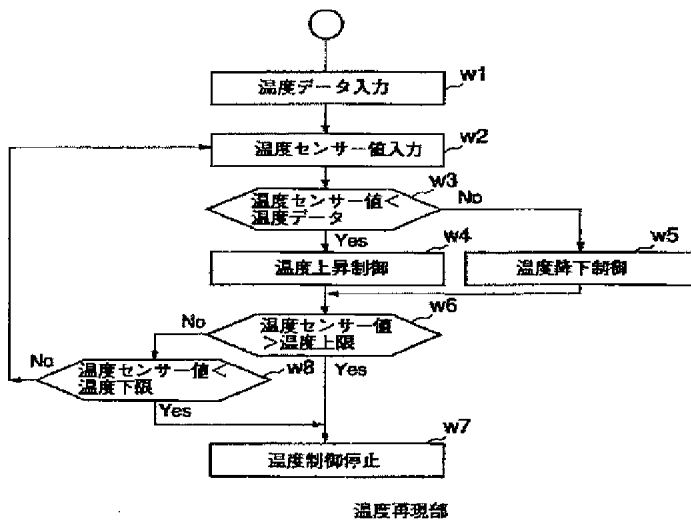 w1
温度データ入力
w2
温度センサー値入力
w3
温度センサー値<
温度データ
No
Yes
w4
温度上昇制御
w5
温度降下制御
w6
温度センサー値
>温度上限
No
Yes
w8
温度センサー値<
温度下限
No
Yes
w7
温度制御停止
温度再現部